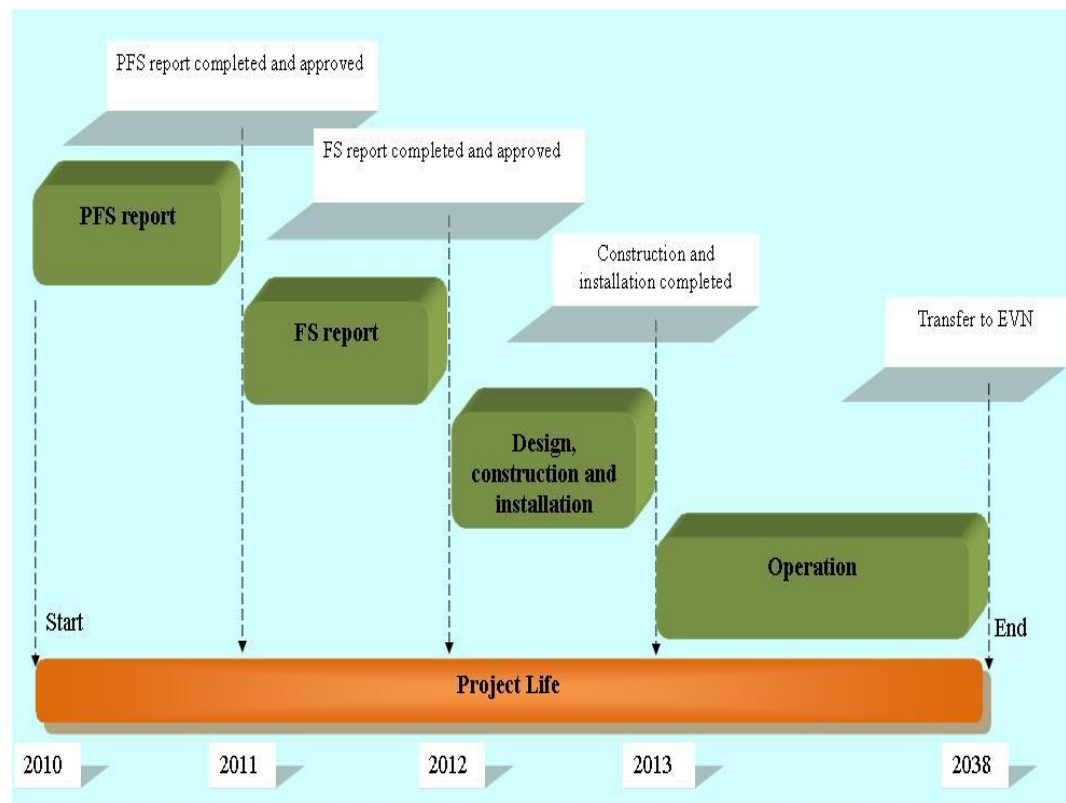 PFS report completed and approved
FS report completed and approved
PFS report
Construction and
installation completed
FS report
Transfer to EVN
Design,
construction and
installation
Operation
Start
End
Project Life
2010
2011
2012
2013
2038